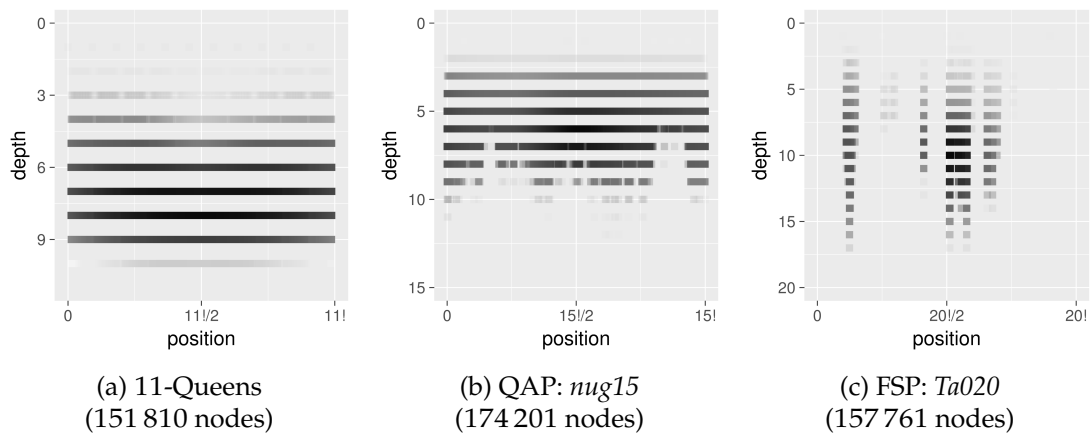 0
3
6
9
depth
0
11!/2
11!
position
(a) 11-Queens
(151 810 nodes)
0
5
10
15
depth
0
15!/2
15!
position
(b) QAP: nug15
(174 201 nodes)
0
5
10
15
20
depth
0
20!/2
20!
position
(c) FSP: Ta020
(157 761 nodes)